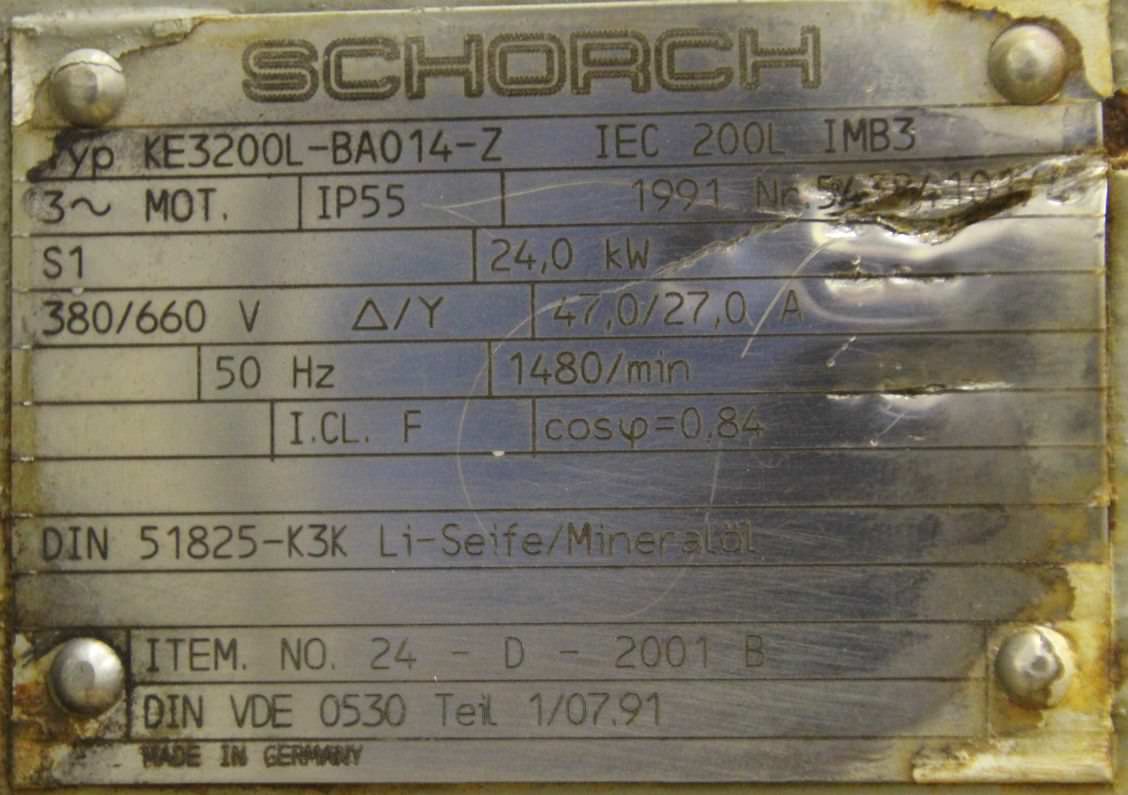 SCHORCH
Typ KE3200L-BA014-Z IEC 200L IMB3
3~ MOT. IP55 1991 Nr.
S1 24,0 kW
380/660 V Δ/Y 47,0/27,0 A
50 Hz 1480/min
I.CL. F cosφ=0.84
DIN 51825-K3K Li-Seife/Mineralöl
ITEM. NO. 24 - D - 2001 B
DIN VDE 0530 Teil 1/07.91
MADE IN GERMANY